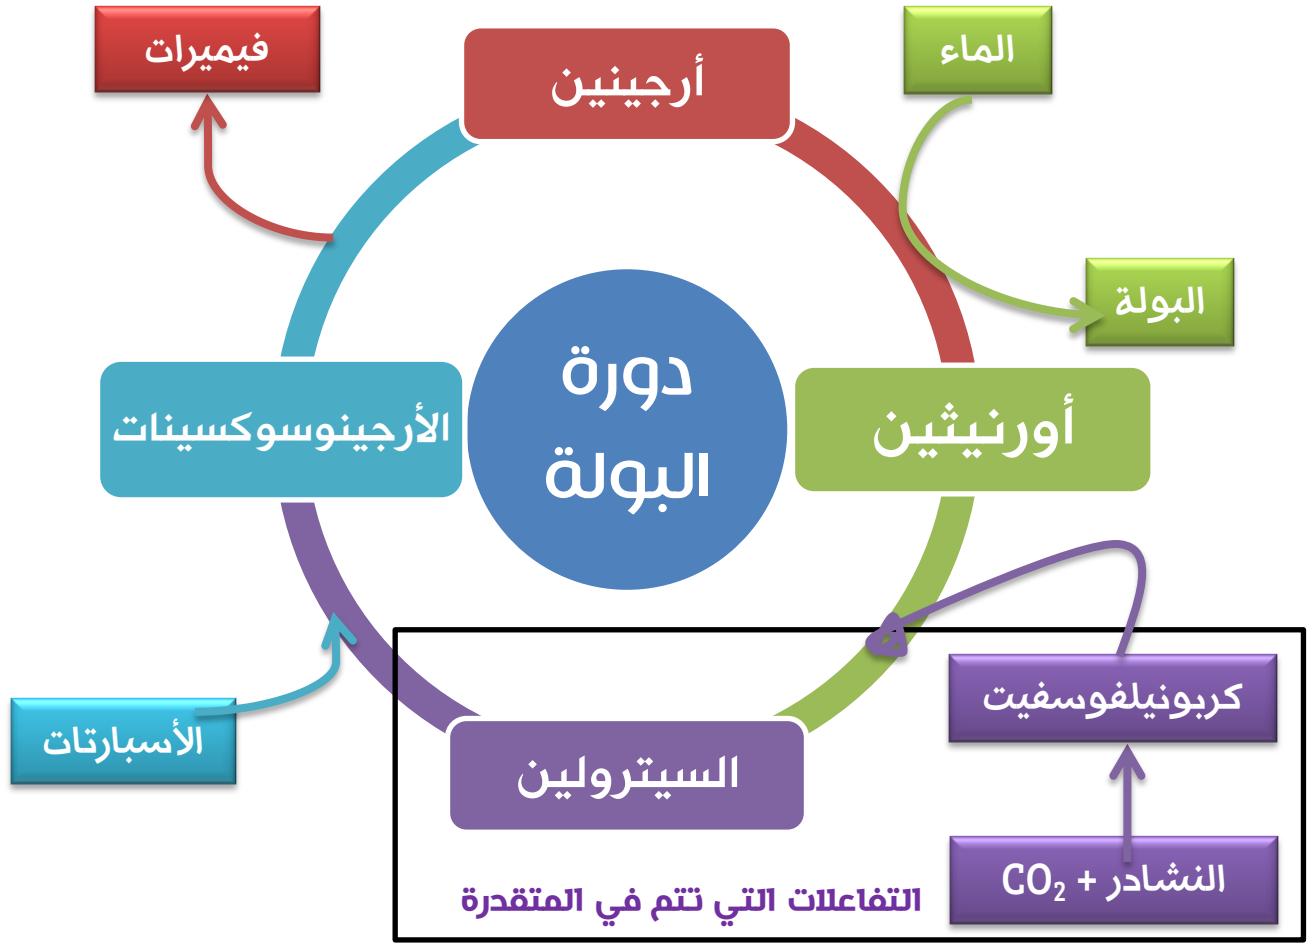 فيميرات
أرجينين
الماء
البولة
دورة
البولة
الأرجينوسوكسينات
أورنيثين
كربونيلفوسفيت
الأسبارتات
السيترولين
النشادر + CO₂
التفاعلات التي تتم في المتقدرة